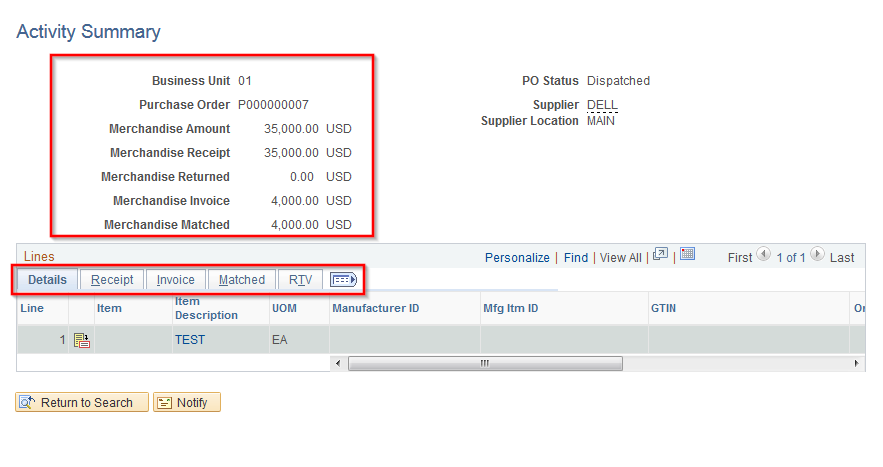 Activity Summary
Business Unit 01
PO Status Dispatched
Purchase Order P000000007
Supplier DELL
Merchandise Amount 35,000.00 USD
Supplier Location MAIN
Merchandise Receipt 35,000.00 USD
Merchandise Returned 0.00 USD
Merchandise Invoice 4,000.00 USD
Merchandise Matched 4,000.00 USD
Lines
Personalize | Find | View All | | First 1 of 1 Last
Details Receipt Invoice Matched RTV
Line Item Item Description UOM Manufacturer ID Mfg Itm ID GTIN Or
1 TEST EA
Return to Search Notify